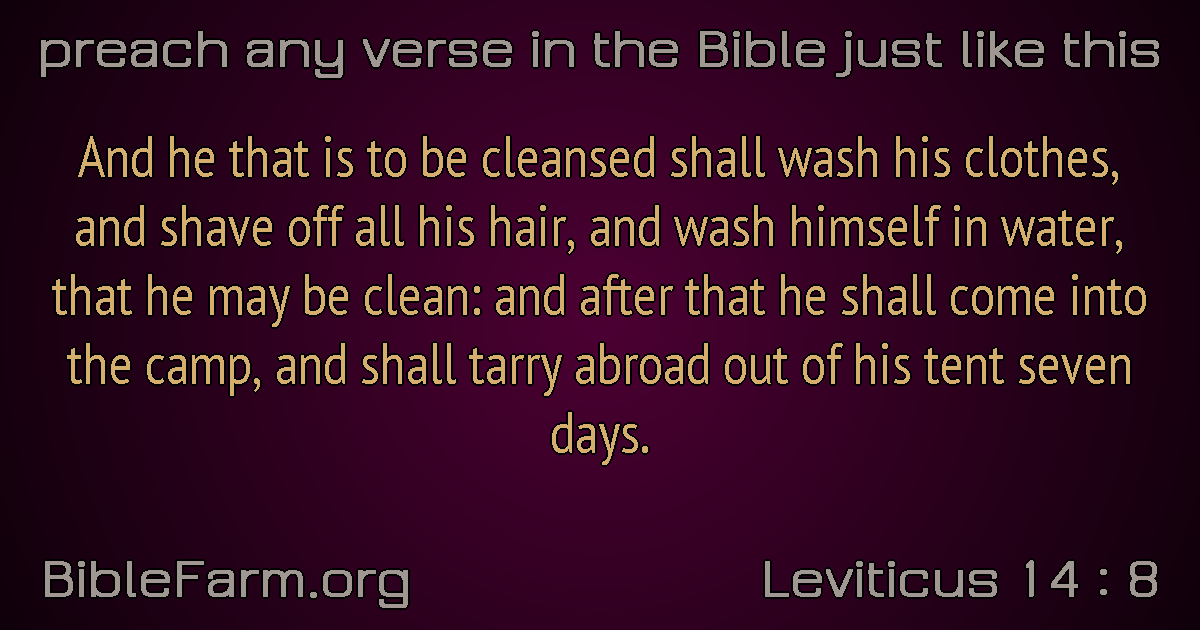 preach any verse in the Bible just like this
And he that is to be cleansed shall wash his clothes,
and shave off all his hair, and wash himself in water,
that he may be clean: and after that he shall come into
the camp, and shall tarry abroad out of his tent seven
days.
BibleFarm.org
Leviticus 14 : 8